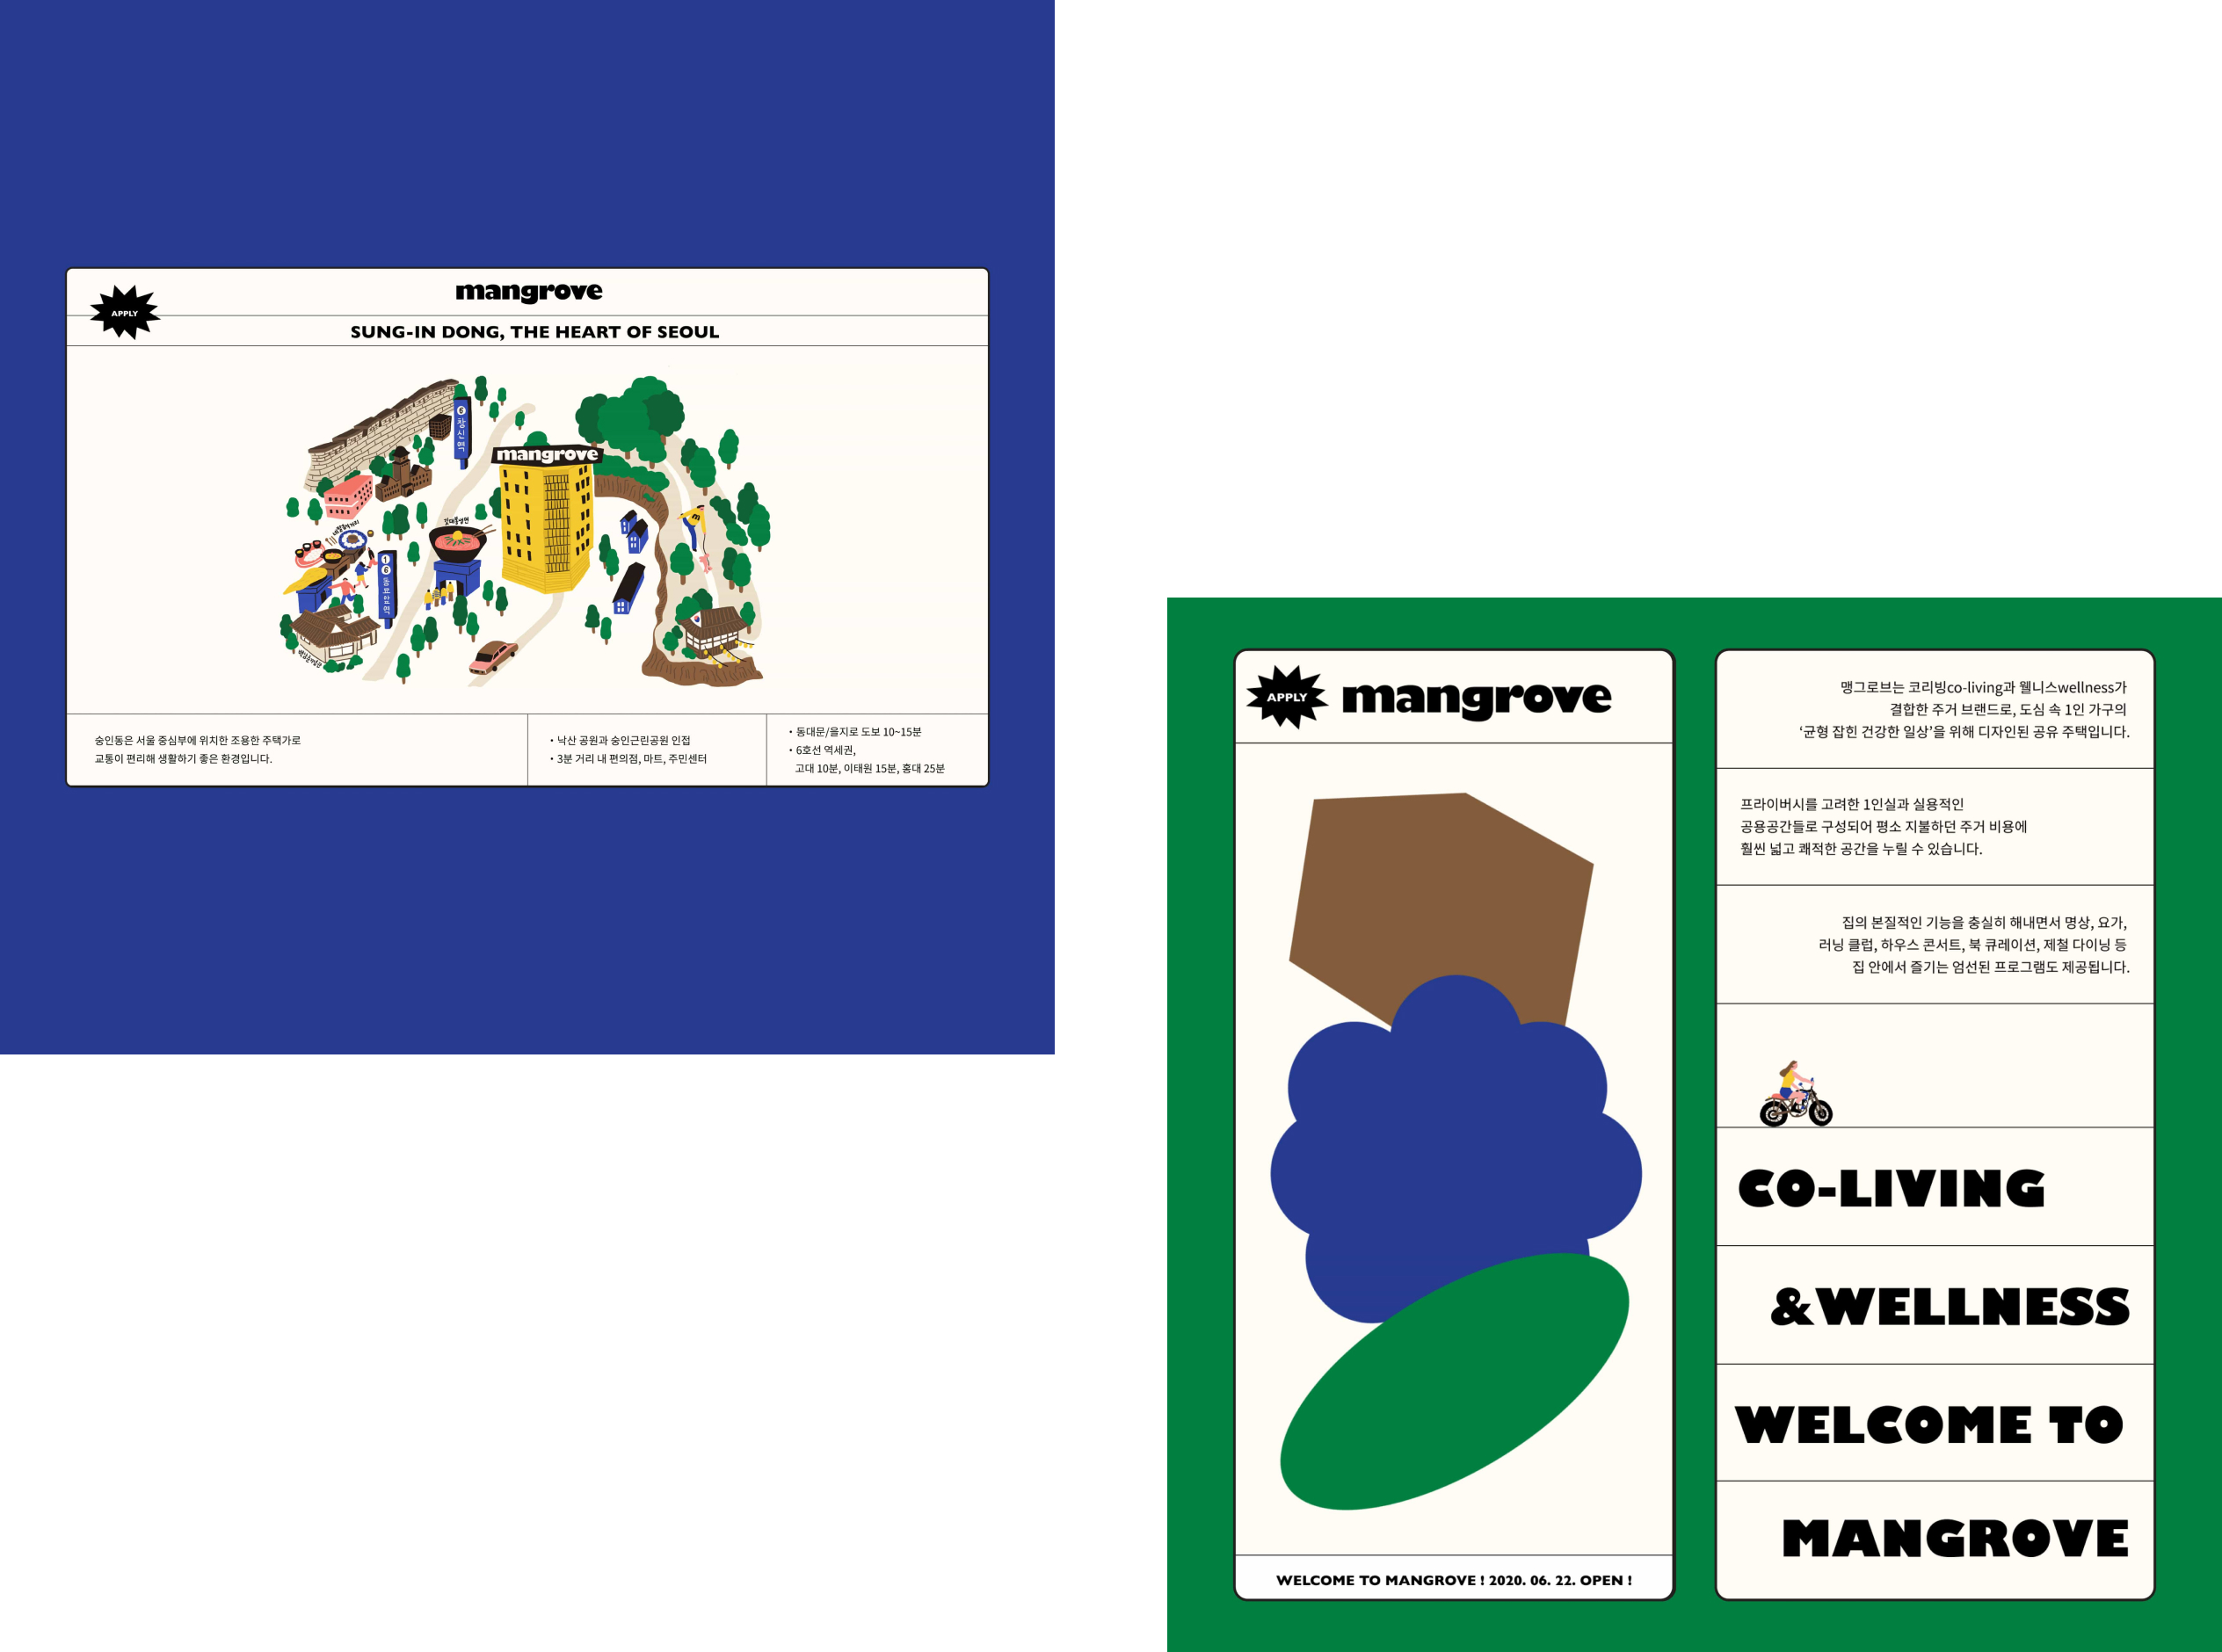 mangrove
APPLY
SUNG-IN DONG, THE HEART OF SEOUL
6
창신역
mangrove
깃대봉냉면
1
6
동묘앞역
숭인동은 서울 중심부에 위치한 조용한 주택가로
교통이 편리해 생활하기 좋은 환경입니다.
• 낙산 공원과 숭인근린공원 인접
• 3분 거리 내 편의점, 마트, 주민센터
• 동대문/을지로 도보 10~15분
• 6호선 역세권,
고대 10분, 이태원 15분, 홍대 25분
APPLY
mangrove
WELCOME TO MANGROVE ! 2020. 06. 22. OPEN !
맹그로브는 코리빙co-living과 웰니스wellness가
결합한 주거 브랜드로, 도심 속 1인 가구의
‘균형 잡힌 건강한 일상’을 위해 디자인된 공유 주택입니다.
프라이버시를 고려한 1인실과 실용적인
공용공간들로 구성되어 평소 지불하던 주거 비용에
훨씬 넓고 쾌적한 공간을 누릴 수 있습니다.
집의 본질적인 기능을 충실히 해내면서 명상, 요가,
러닝 클럽, 하우스 콘서트, 북 큐레이션, 제철 다이닝 등
집 안에서 즐기는 엄선된 프로그램도 제공됩니다.
CO-LIVING
&WELLNESS
WELCOME TO
MANGROVE